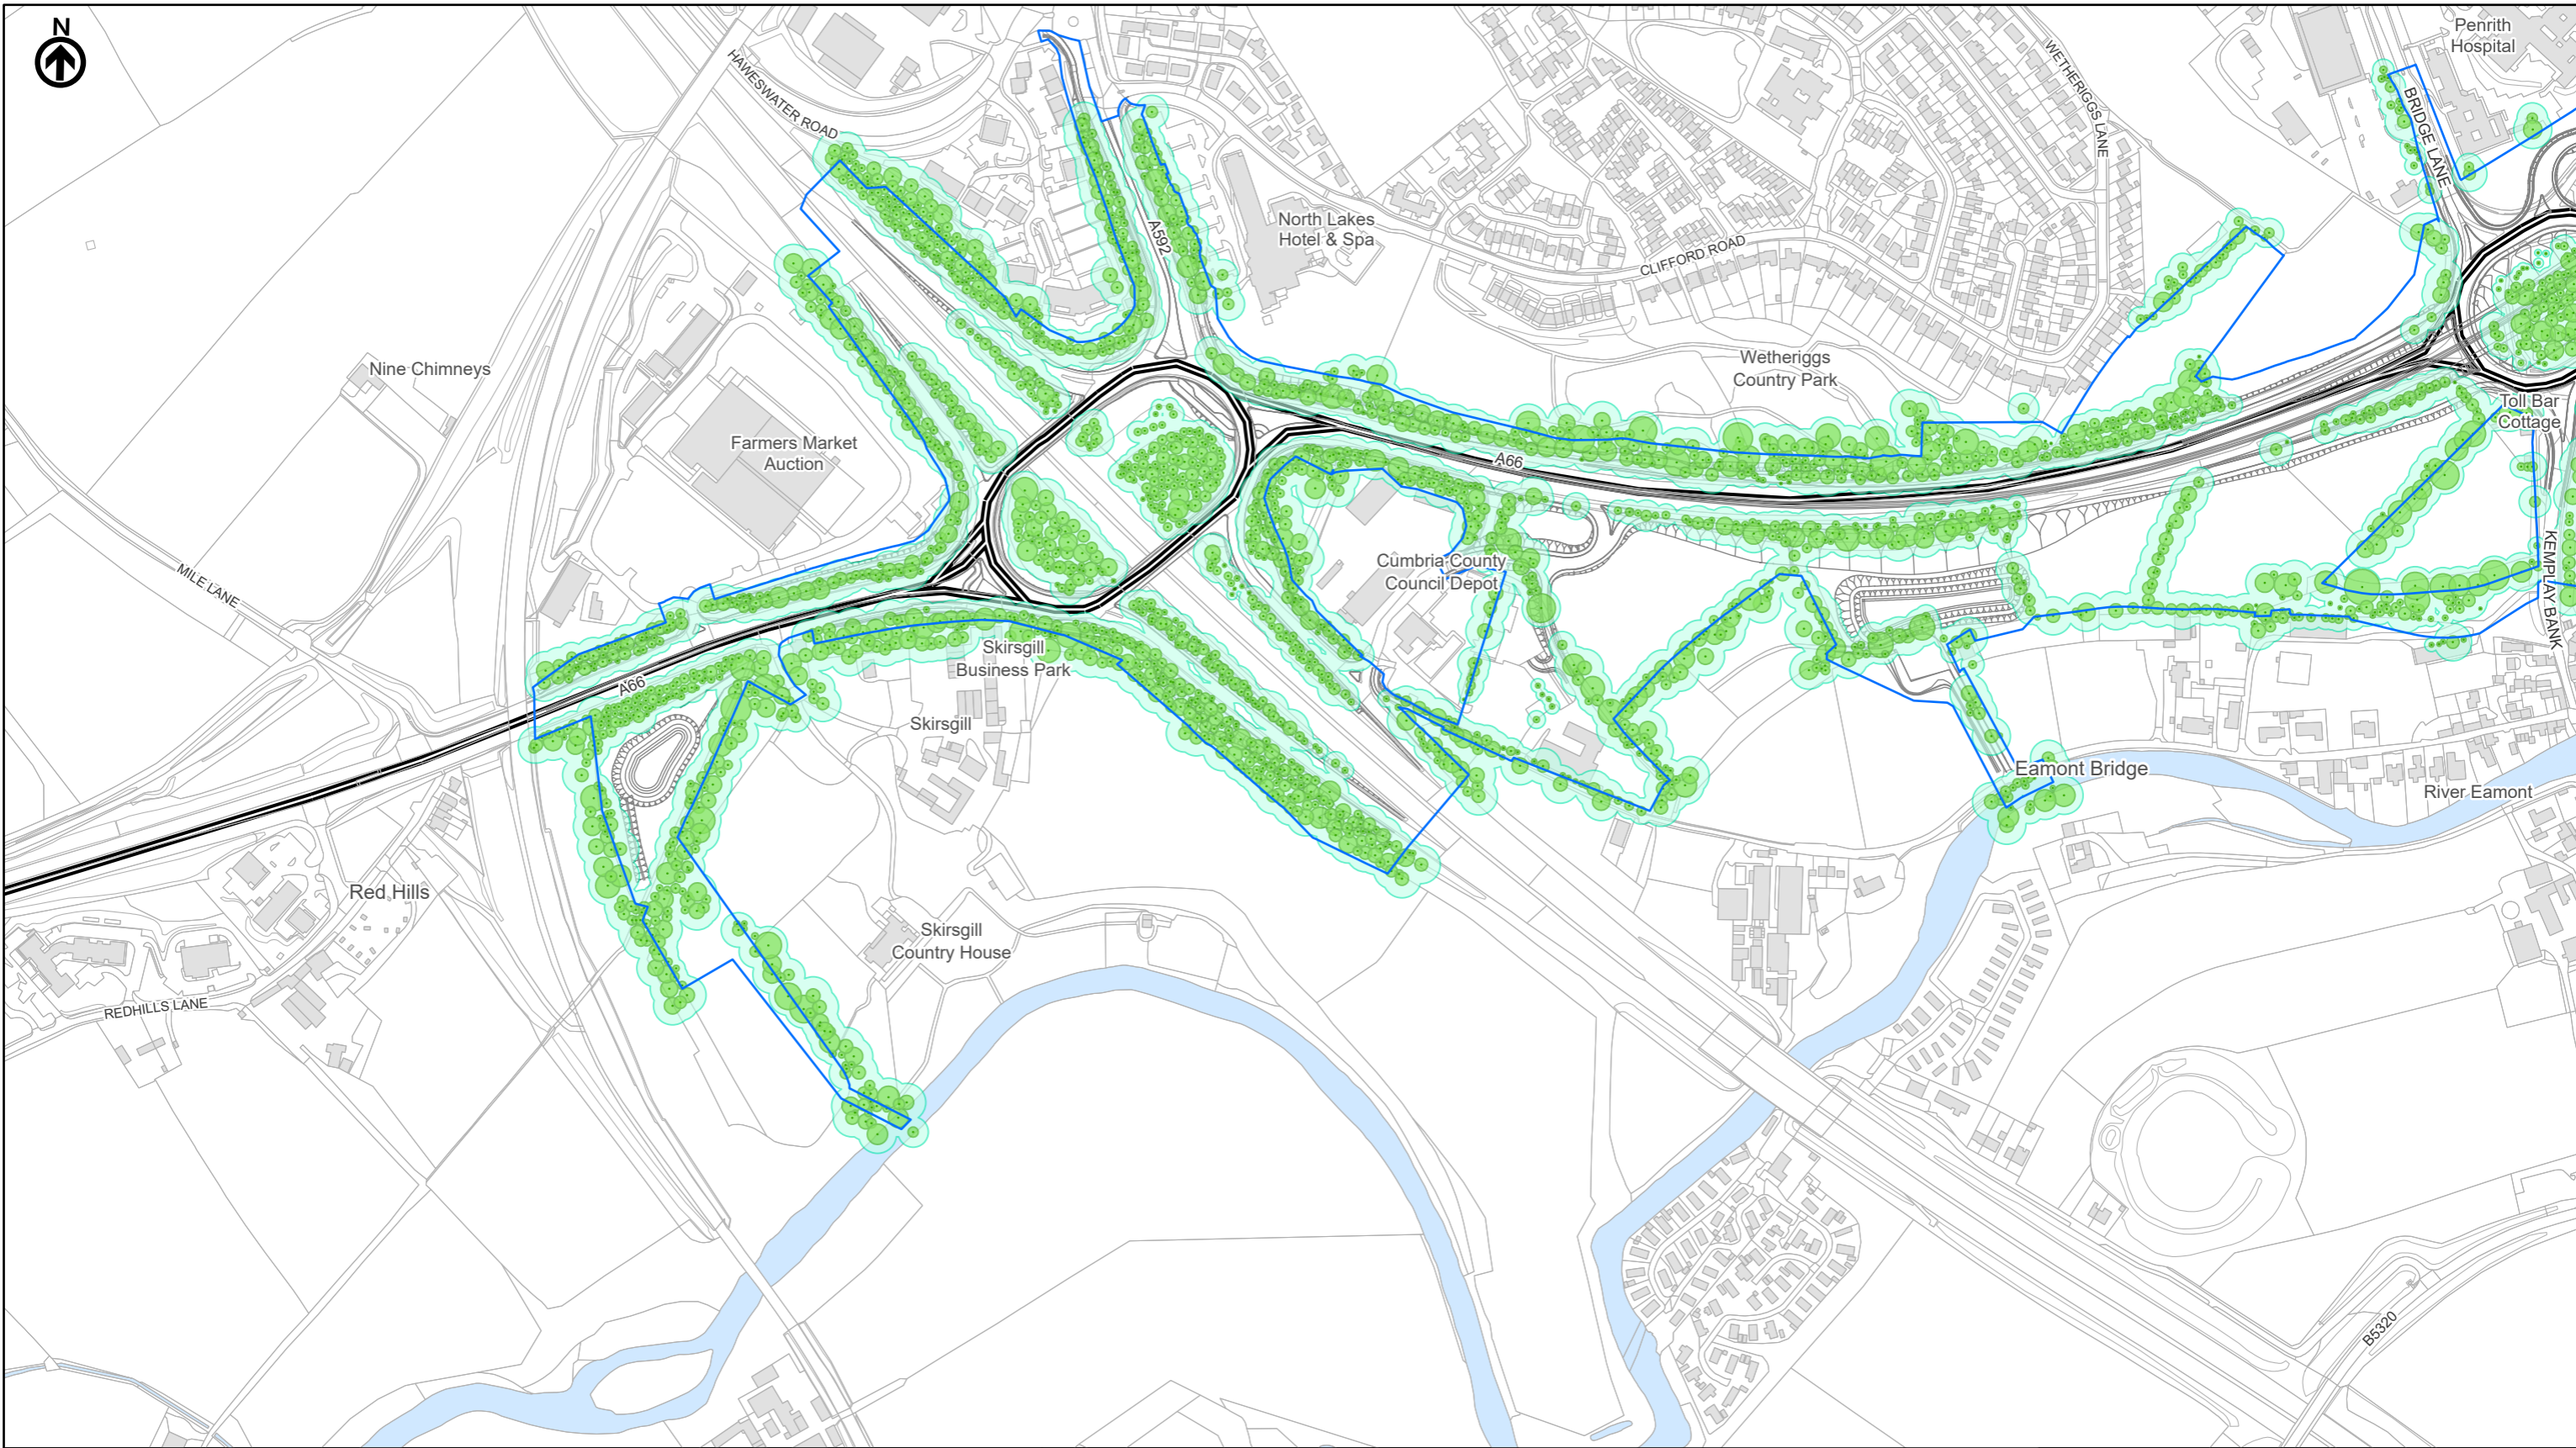 N
Penrith
Hospital
HAWESWATER ROAD
WETHERIGGS LANE
BRIDGE LANE
A592
North Lakes
Hotel & Spa
CLIFFORD ROAD
Nine Chimneys
Wetheriggs
Country Park
Toll Bar
Cottage
Farmers Market
Auction
A66
MILE LANE
Cumbria County
Council Depot
KEMPLAY BANK
Skirsgill
Business Park
A66
Skirsgill
Eamont Bridge
River Eamont
Red Hills
Skirsgill
Country House
REDHILLS LANE
B5320